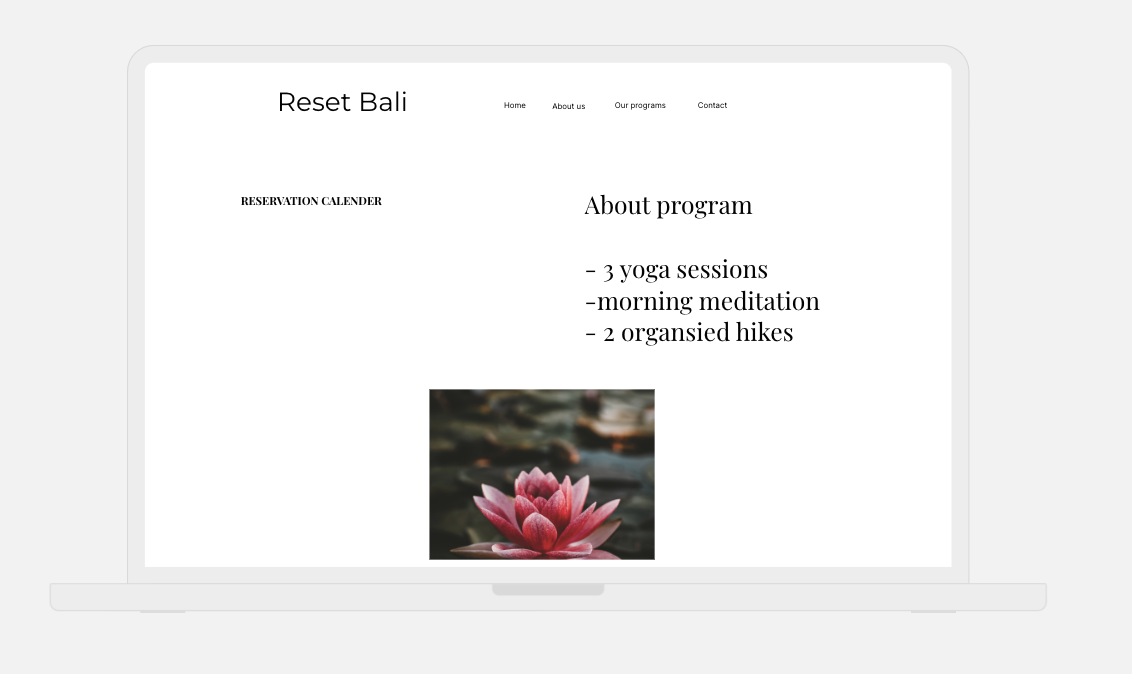 Reset Bali
Home About us Our programs Contact
RESERVATION CALENDER
About program
- 3 yoga sessions
-morning meditation
- 2 organsied hikes